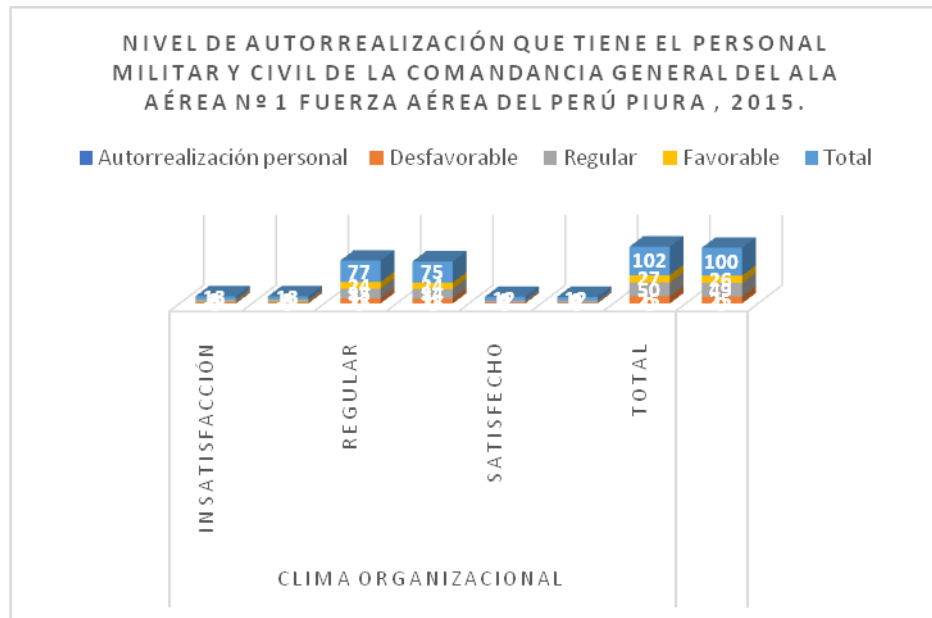 NIVEL DE AUTORREALIZACIÓN QUE TIENE EL PERSONAL
MILITAR Y CIVIL DE LA COMANDANCIA GENERAL DEL ALA
AÉREA Nº 1 FUERZA AÉREA DEL PERÚ PIURA , 2015.
Autorrealización personal Desfavorable Regular Favorable Total
77 75 102 100
27 26
50 49
INSATISFACCIÓN
REGULAR
SATISFECHO
TOTAL
CLIMA ORGANIZACIONAL